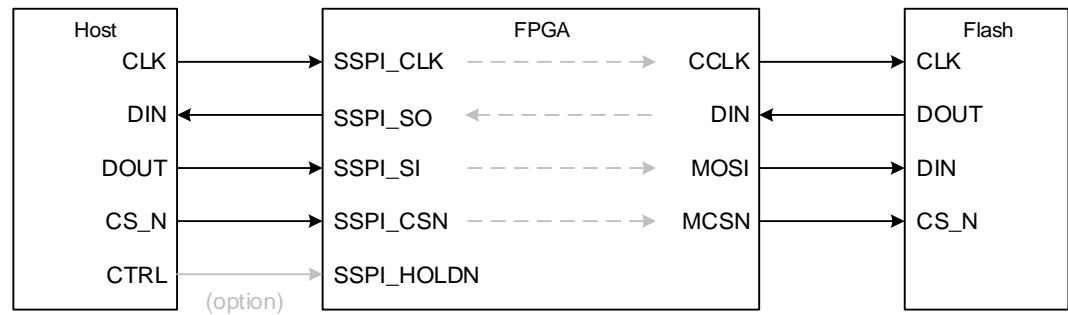 Host FPGA Flash
CLK SSPI_CLK CCLK CLK
DIN SSPI_SO DIN DOUT
DOUT SSPI_SI MOSI DIN
CS_N SSPI_CSN MCSN CS_N
CTRL SSPI_HOLDN
(option)